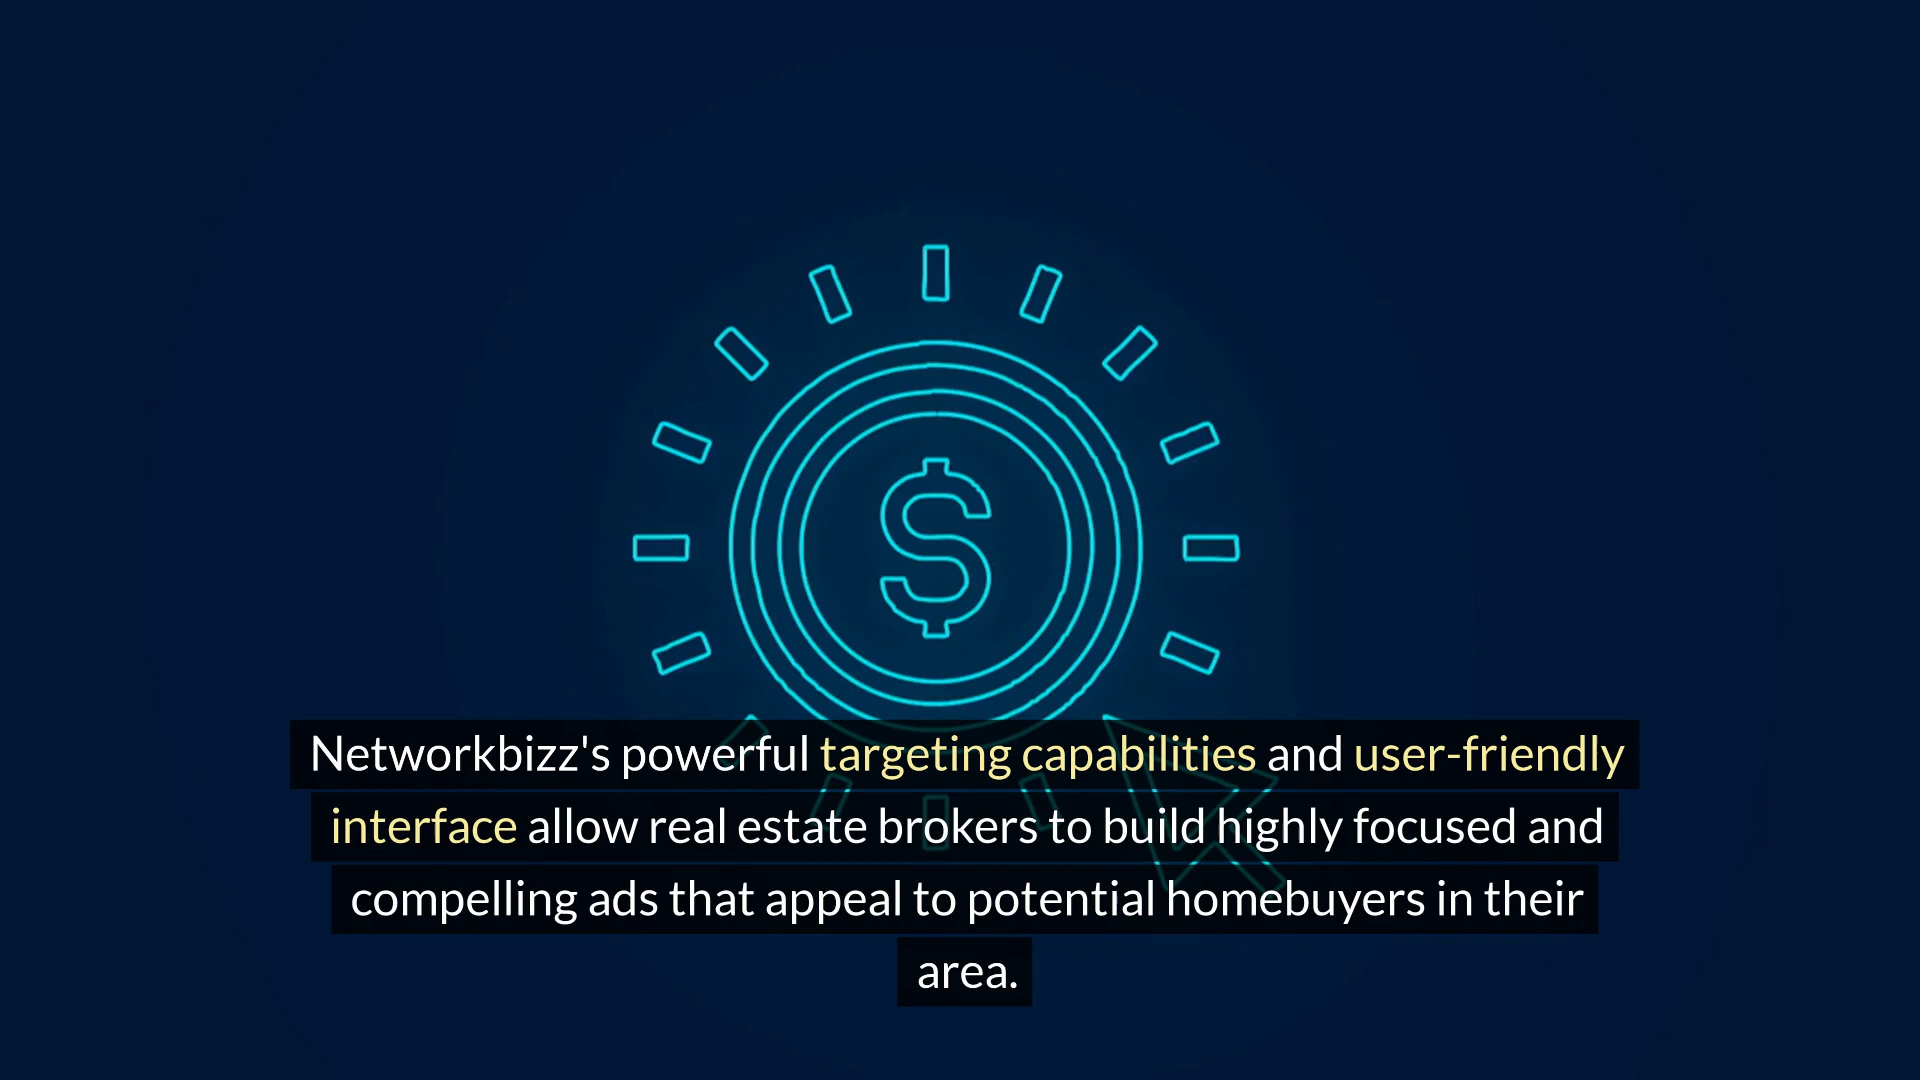 $
Networkbizz's powerful targeting capabilities and user-friendly
interface allow real estate brokers to build highly focused and
compelling ads that appeal to potential homebuyers in their
area.